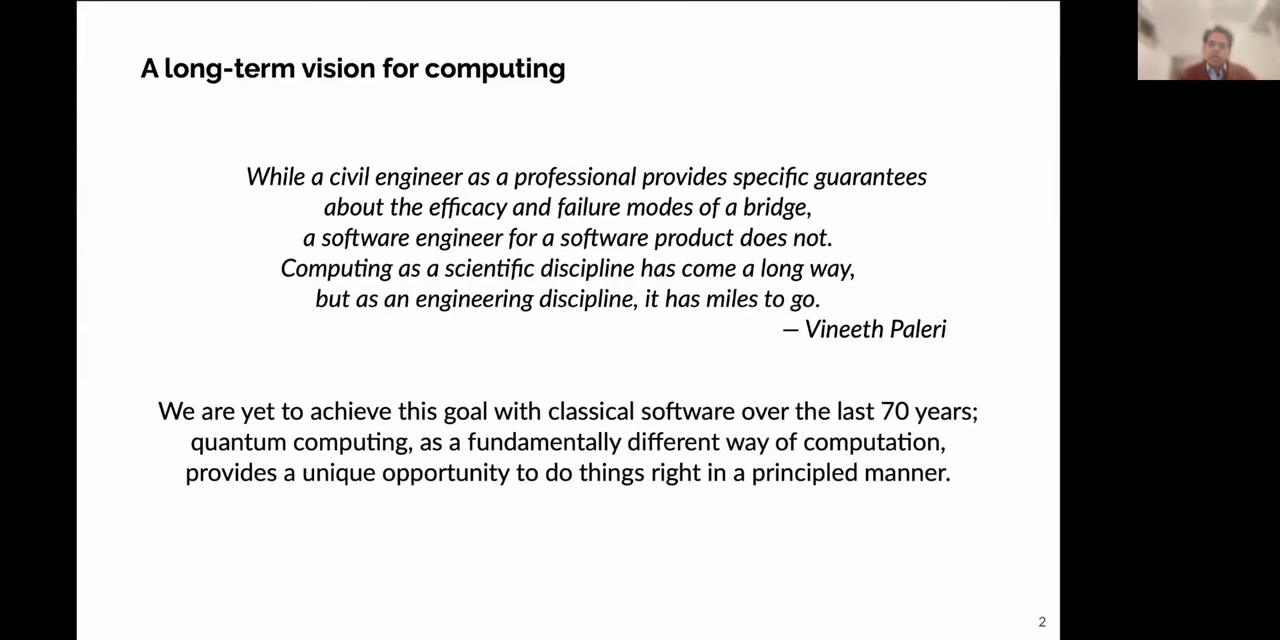 A long-term vision for computing
While a civil engineer as a professional provides specific guarantees
about the efficacy and failure modes of a bridge,
a software engineer for a software product does not.
Computing as a scientific discipline has come a long way,
but as an engineering discipline, it has miles to go.
— Vineeth Paleri
We are yet to achieve this goal with classical software over the last 70 years;
quantum computing, as a fundamentally different way of computation,
provides a unique opportunity to do things right in a principled manner.
2